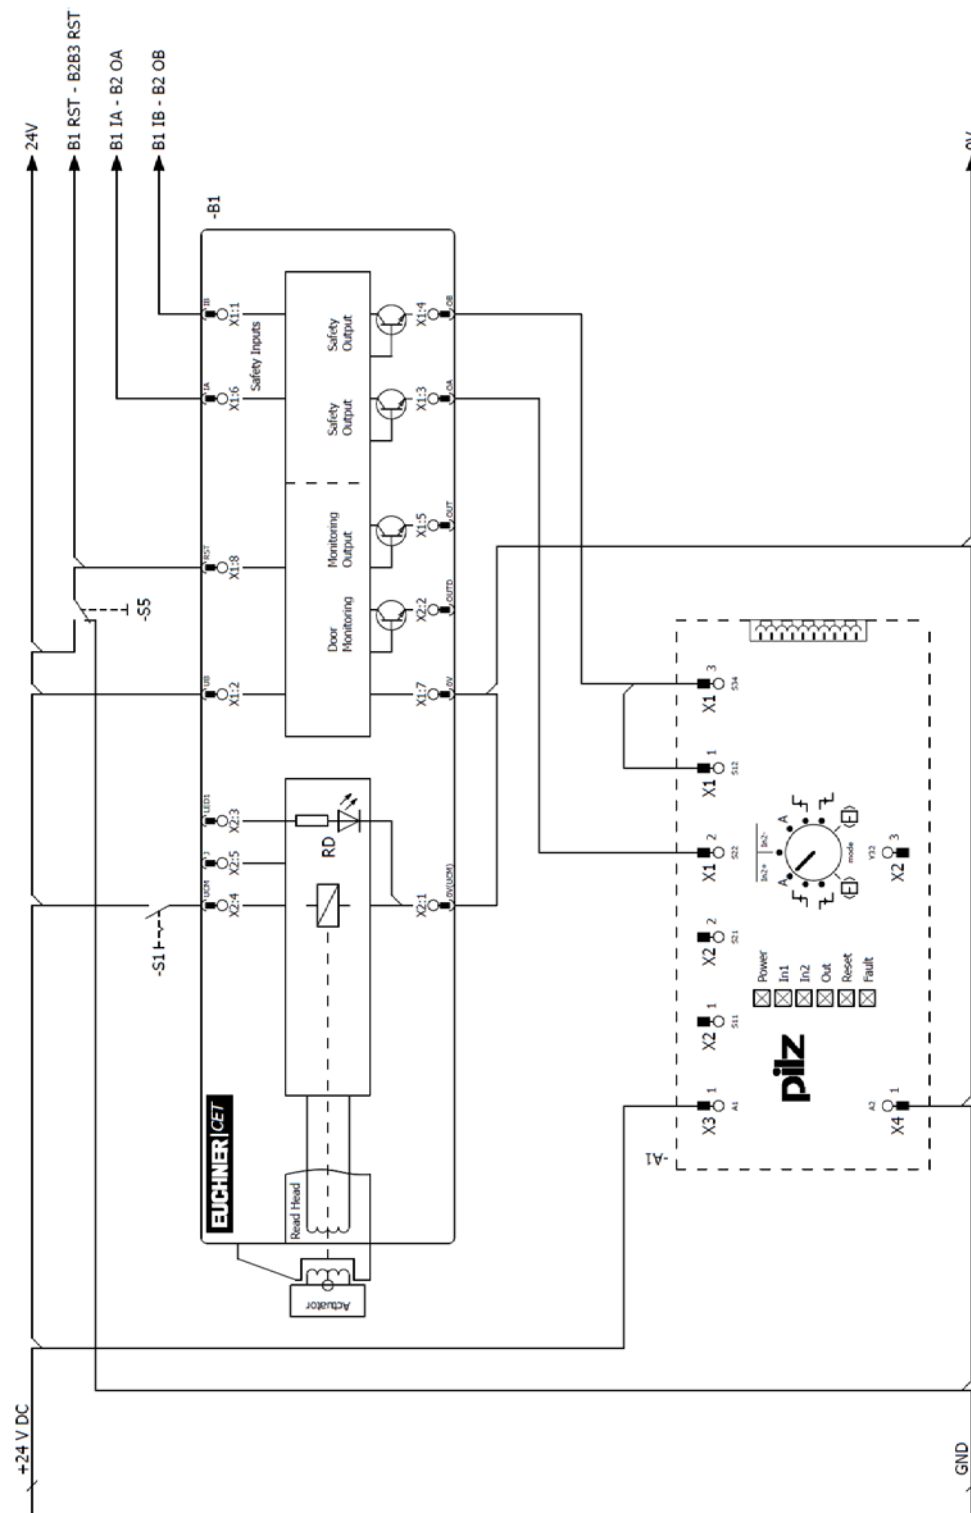 24V
B1 RST - B2B3 RST
B1 IA - B2 OA
B1 IB - B2 OB
0V
-B1
IB
X1:1
IA
X1:6
Safety Inputs
RST
X1:8
UB
X1:2
LED1
X2:3
J
X2:5
UCM
X2:4
-S5
-S1
Safety
Output
Safety
Output
Monitoring
Output
Door
Monitoring
X1:4
OB
X1:3
OA
X1:5
OUT
X2:2
OUTD
X1:7
0V
X2:1
0V(UCM)
RD
EUCHNER CET
Read Head
Actuator
-A1
X1 3
S34
X1 1
S12
X1 2
S22
X2 2
S21
X2 1
S11
X3 1
A1
A2
X4 1
Y32
X2 3
In2+
In2-
A
A
mode
Power
In1
In2
Out
Reset
Fault
pilz
+24 V DC
GND